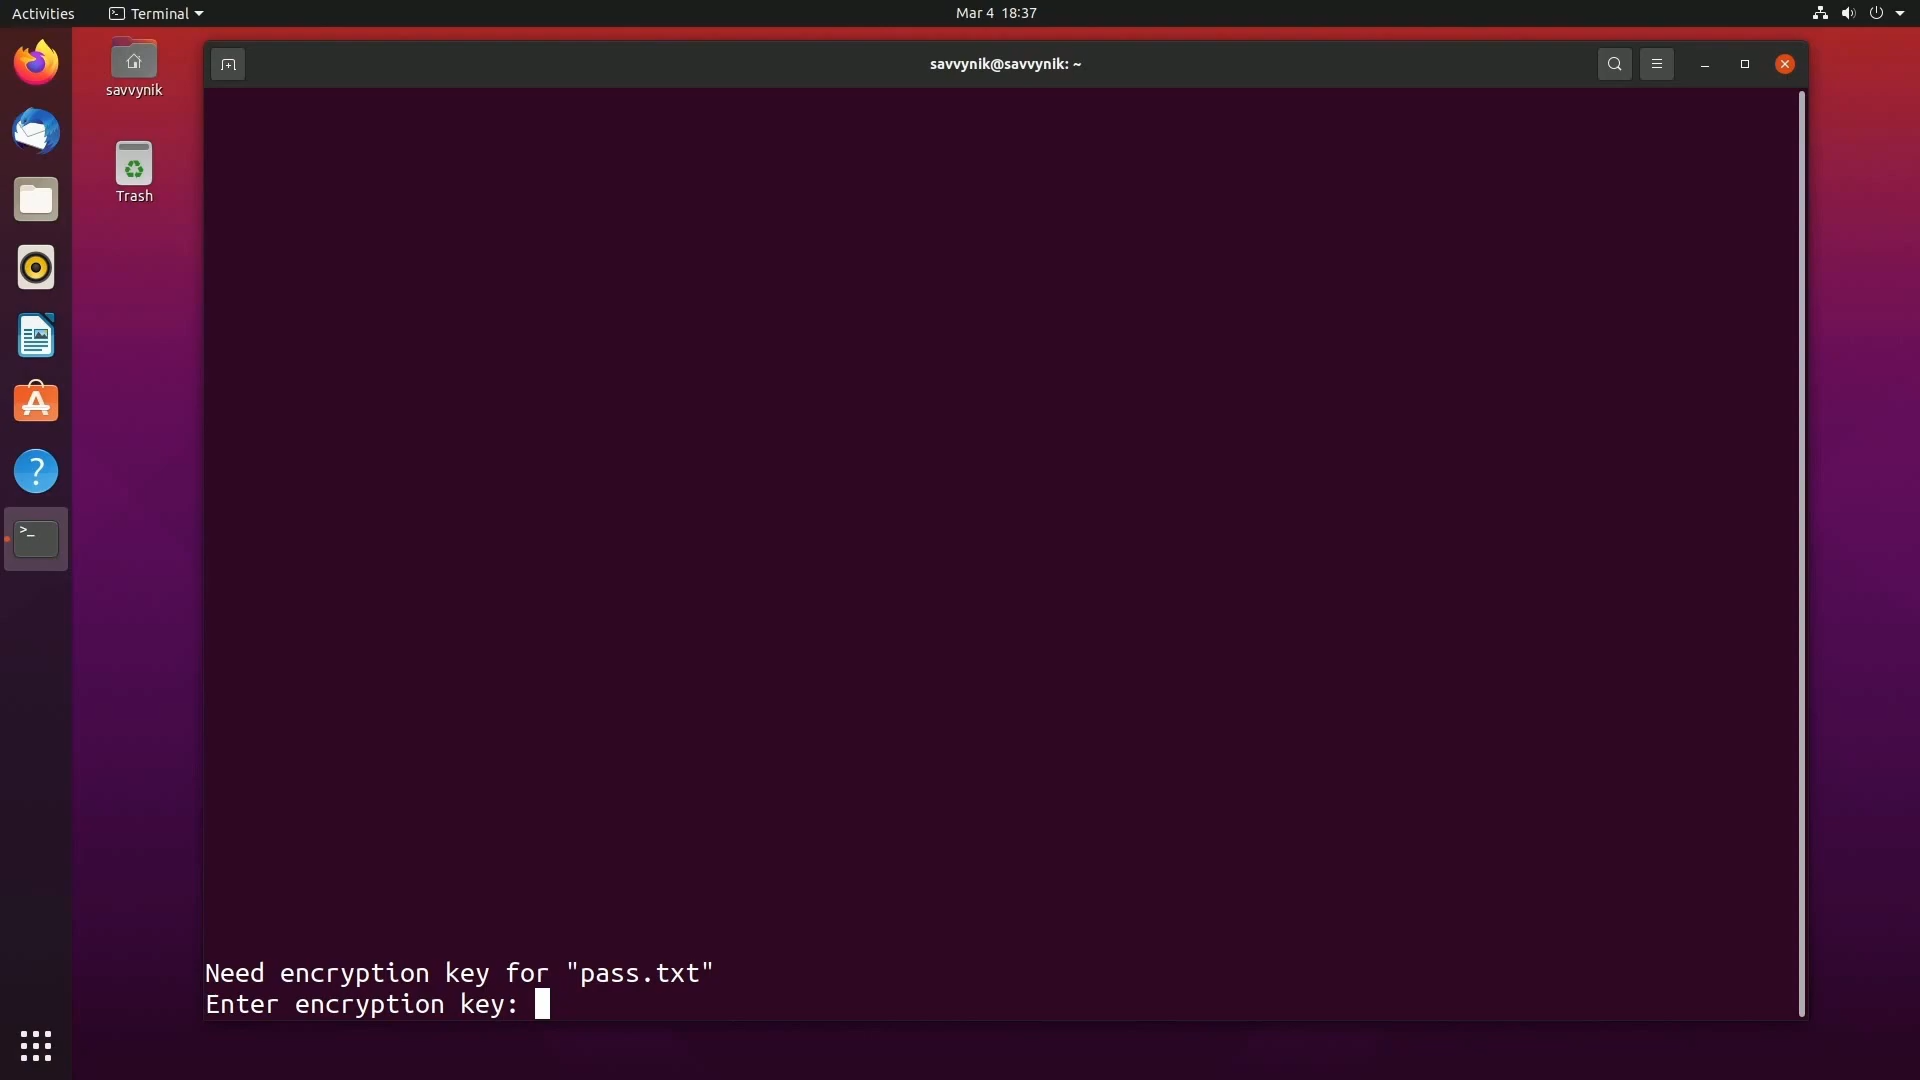 Activities
Terminal
Mar 4 18:37
savvynik
Trash
savvynik@savvynik: ~
Need encryption key for "pass.txt"
Enter encryption key: